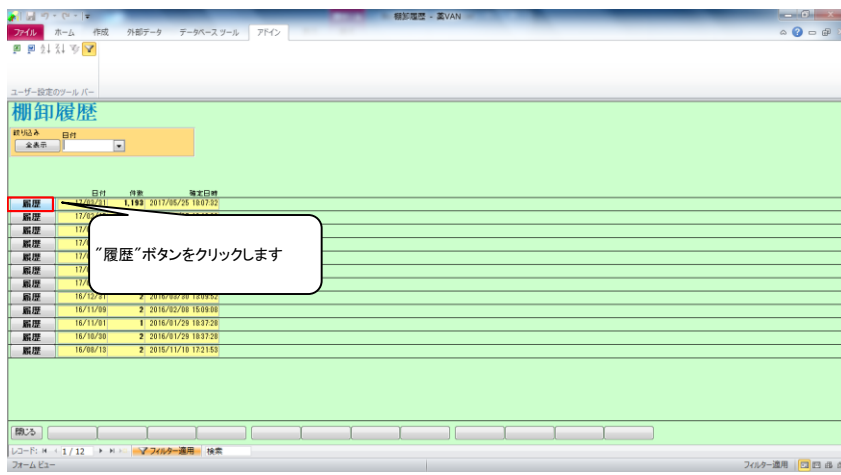 棚卸履歴 - 薬VAN
ファイル ホーム 作成 外部データ データベース ツール アドイン
ユーザー設定のツール バー
棚卸履歴
絞り込み 日付
全表示
日付 件数 確定日時
履歴 17/03/31 1,193 2017/05/25 18:07:32
履歴
履歴
履歴
履歴
履歴
履歴
"履歴"ボタンをクリックします
履歴 16/12/31 2 2016/03/30 13:09:52
履歴 16/11/09 2 2016/02/08 15:09:08
履歴 16/11/01 1 2016/01/29 18:37:28
履歴 16/10/30 2 2016/01/29 18:37:28
履歴 16/08/13 2 2015/11/10 17:21:53
閉じる
レコード: 1 / 12 フィルター適用 検索
フォーム ビュー フィルター適用